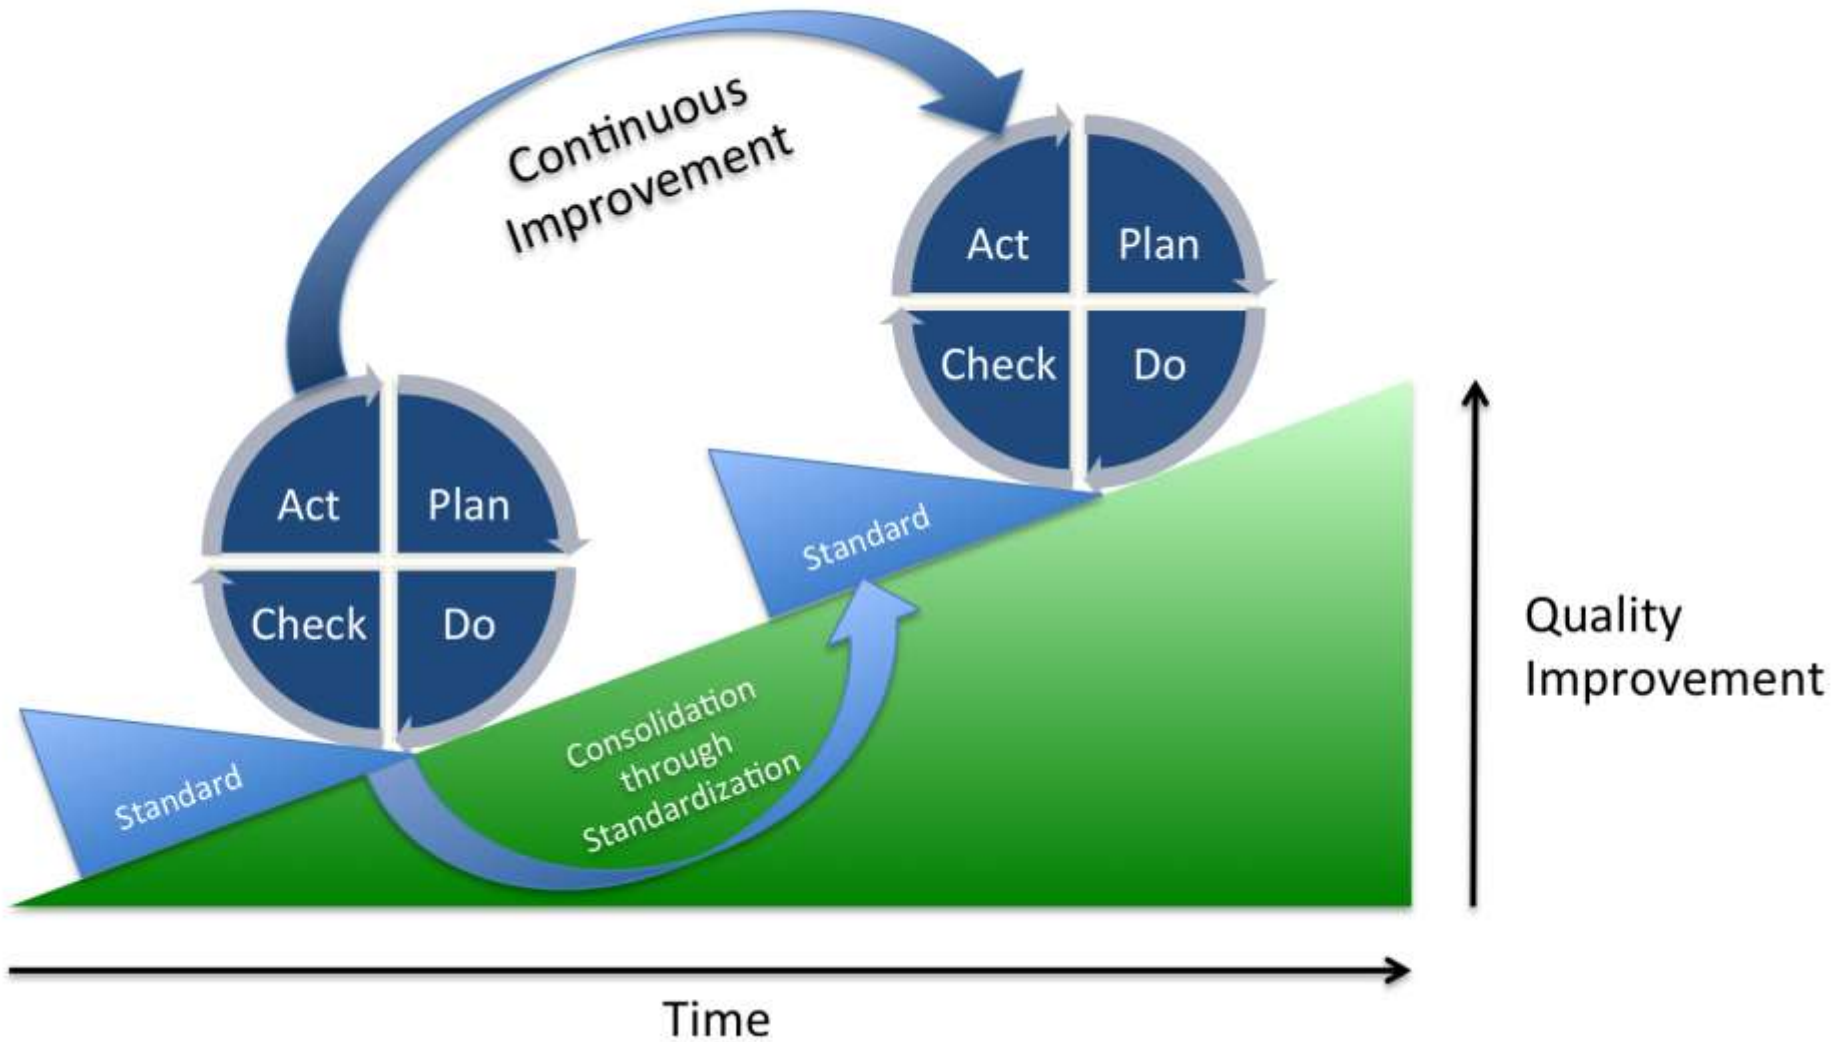 Continuous
Improvement
Act
Plan
Check
Do
Act
Plan
Check
Do
Standard
Standard
Consolidation
through
Standardization
Quality
Improvement
Time